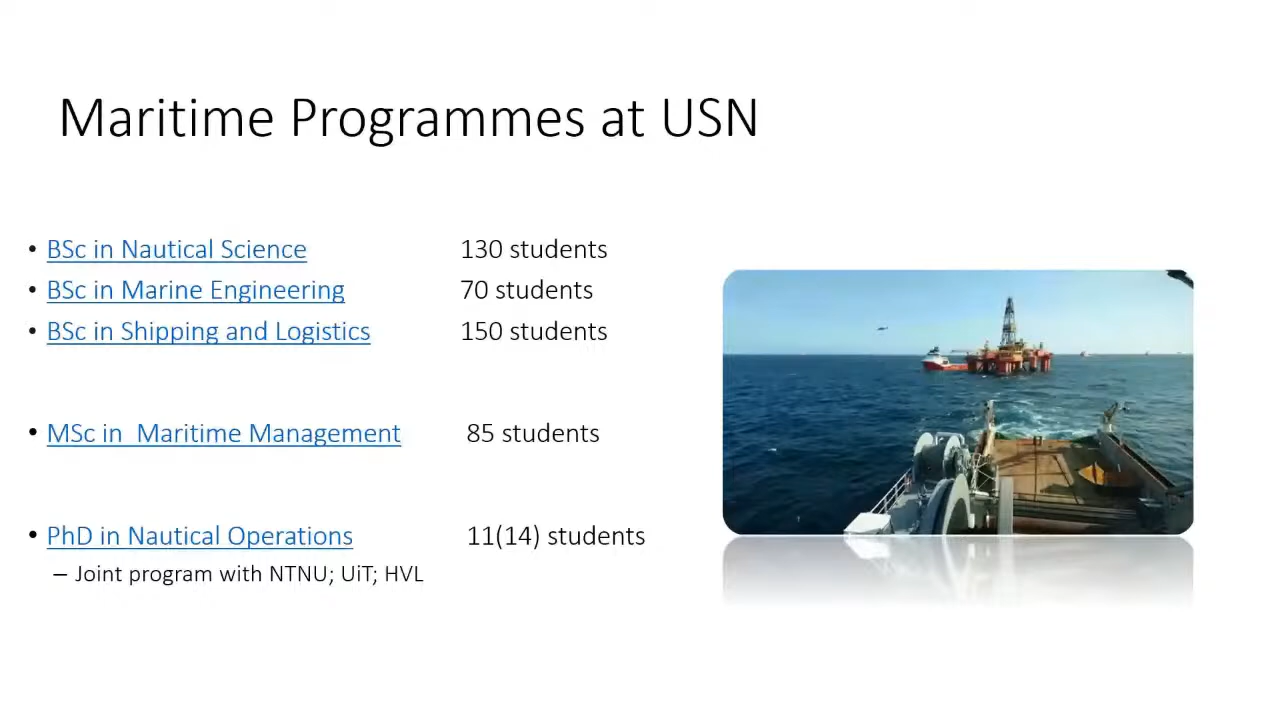 Maritime Programmes at USN
• BSc in Nautical Science 130 students
• BSc in Marine Engineering 70 students
• BSc in Shipping and Logistics 150 students
• MSc in  Maritime Management 85 students
• PhD in Nautical Operations 11(14) students
– Joint program with NTNU; UiT; HVL